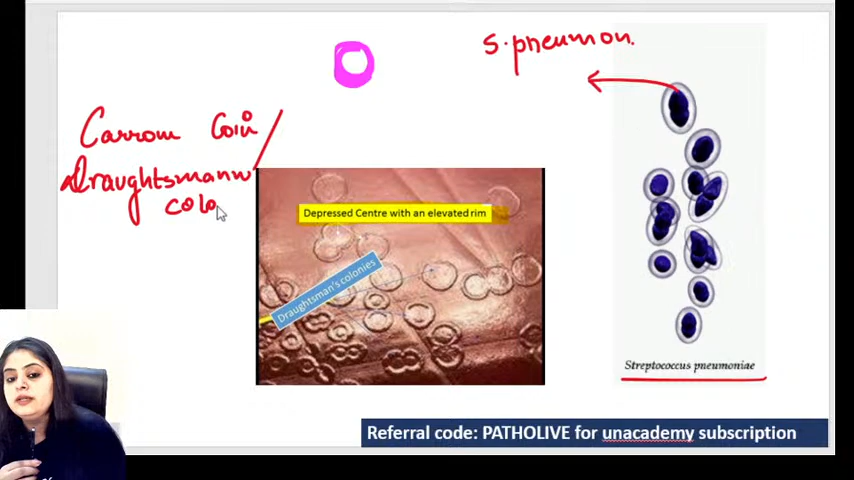 S. pneumon.
Carrom Coin /
Draughtsmann
colo
Depressed Centre with an elevated rim
Draughtsman's colonies
Streptococcus pneumoniae
Referral code: PATHOLIVE for unacademy subscription